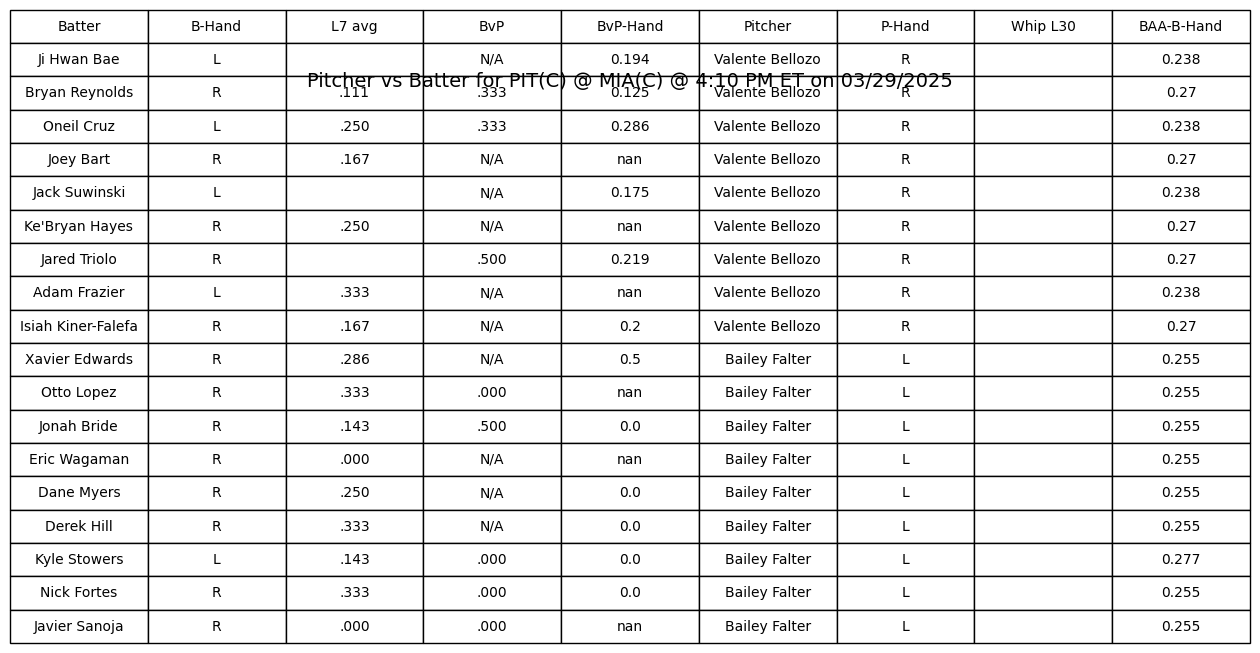 Batter B-Hand L7 avg BvP BvP-Hand Pitcher P-Hand Whip L30 BAA-B-Hand
Ji Hwan Bae L N/A 0.194 Valente Bellozo R 0.238
Pitcher vs Batter for PIT(C) @ MIA(C) @ 4:10 PM ET on 03/29/2025
Bryan Reynolds R .111 .333 0.125 Valente Bellozo R 0.27
Oneil Cruz L .250 .333 0.286 Valente Bellozo R 0.238
Joey Bart R .167 N/A nan Valente Bellozo R 0.27
Jack Suwinski L N/A 0.175 Valente Bellozo R 0.238
Ke'Bryan Hayes R .250 N/A nan Valente Bellozo R 0.27
Jared Triolo R .500 0.219 Valente Bellozo R 0.27
Adam Frazier L .333 N/A nan Valente Bellozo R 0.238
Isiah Kiner-Falefa R .167 N/A 0.2 Valente Bellozo R 0.27
Xavier Edwards R .286 N/A 0.5 Bailey Falter L 0.255
Otto Lopez R .333 .000 nan Bailey Falter L 0.255
Jonah Bride R .143 .500 0.0 Bailey Falter L 0.255
Eric Wagaman R .000 N/A nan Bailey Falter L 0.255
Dane Myers R .250 N/A 0.0 Bailey Falter L 0.255
Derek Hill R .333 N/A 0.0 Bailey Falter L 0.255
Kyle Stowers L .143 .000 0.0 Bailey Falter L 0.277
Nick Fortes R .333 .000 0.0 Bailey Falter L 0.255
Javier Sanoja R .000 .000 nan Bailey Falter L 0.255